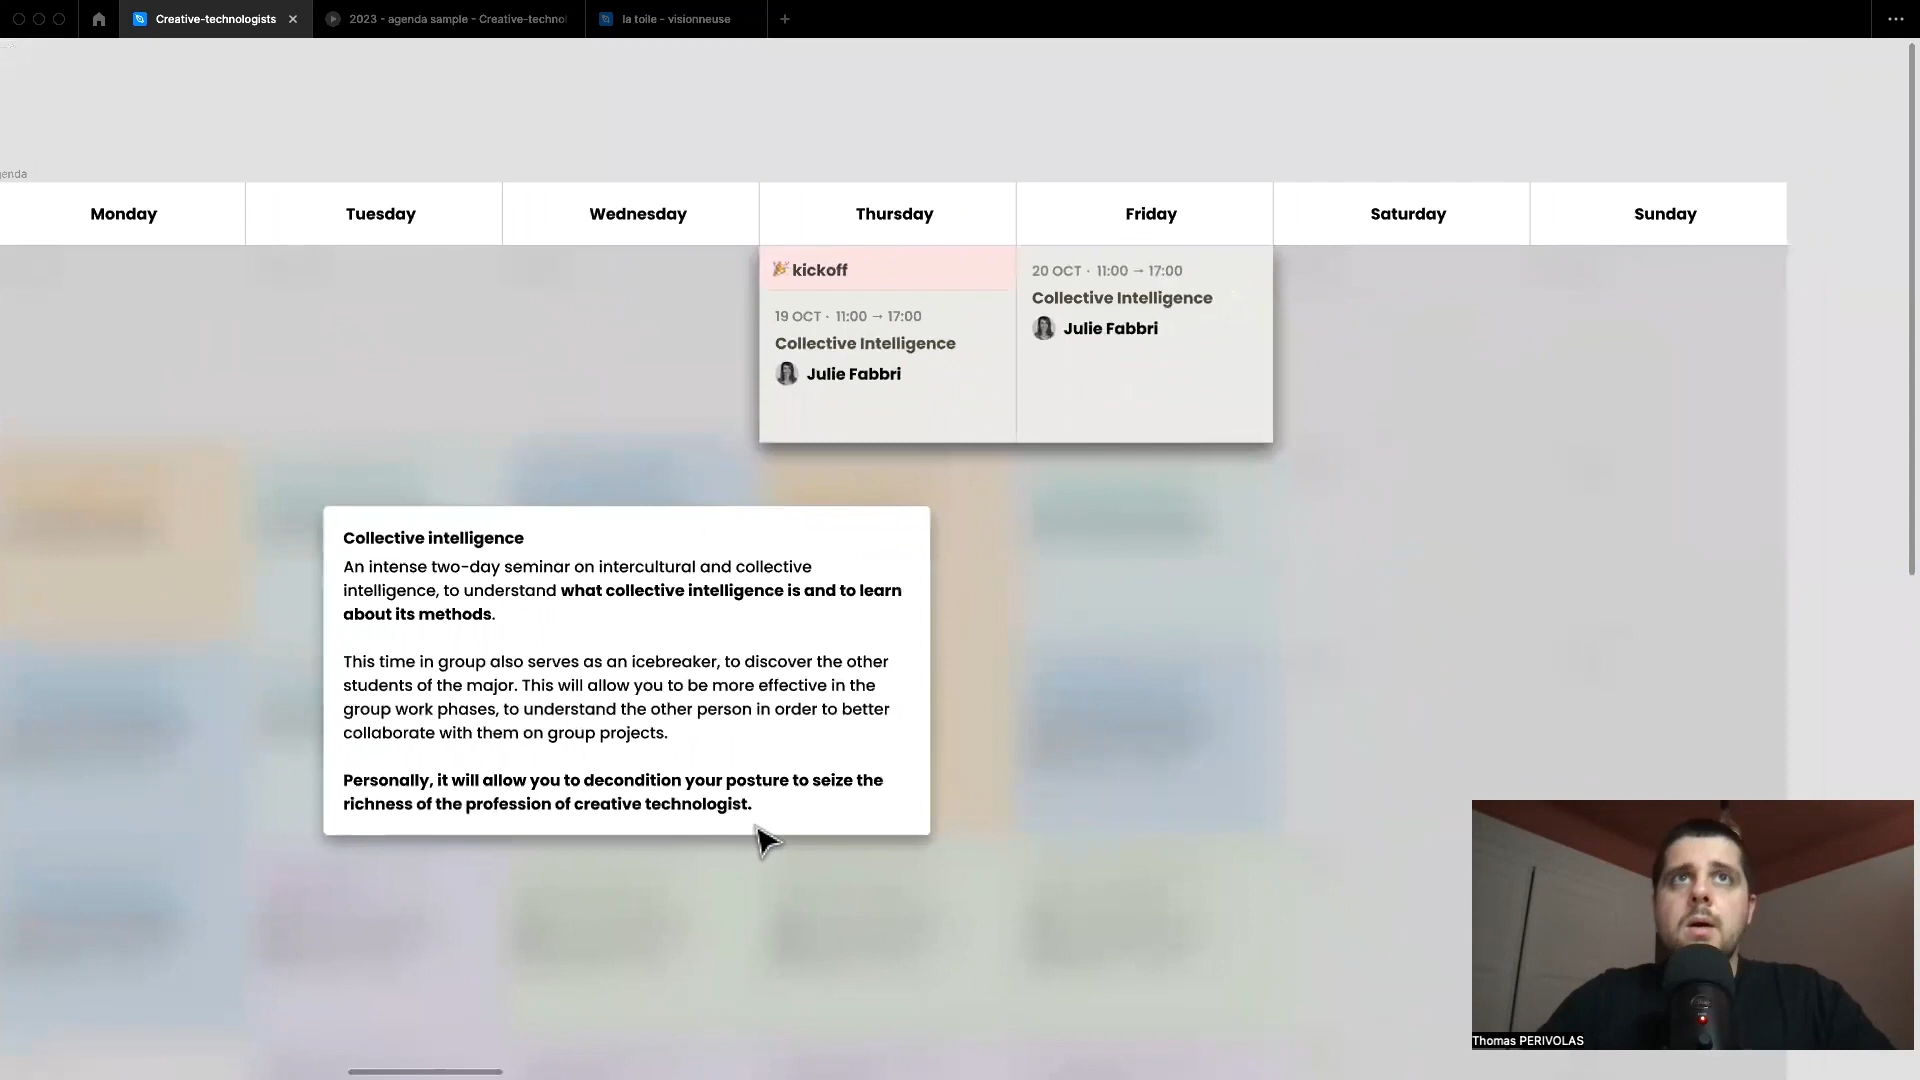 Creative-technologists
2023 - agenda sample - Creative-techno
la toile - visionneuse
genda
Monday
Tuesday
Wednesday
Thursday
Friday
Saturday
Sunday
kickoff
19 OCT · 11:00 → 17:00
Collective Intelligence
Julie Fabbri
20 OCT · 11:00 → 17:00
Collective Intelligence
Julie Fabbri
Collective intelligence
An intense two-day seminar on intercultural and collective
intelligence, to understand what collective intelligence is and to learn
about its methods.
This time in group also serves as an icebreaker, to discover the other
students of the major. This will allow you to be more effective in the
group work phases, to understand the other person in order to better
collaborate with them on group projects.
Personally, it will allow you to decondition your posture to seize the
richness of the profession of creative technologist.
Thomas PERIVOLAS